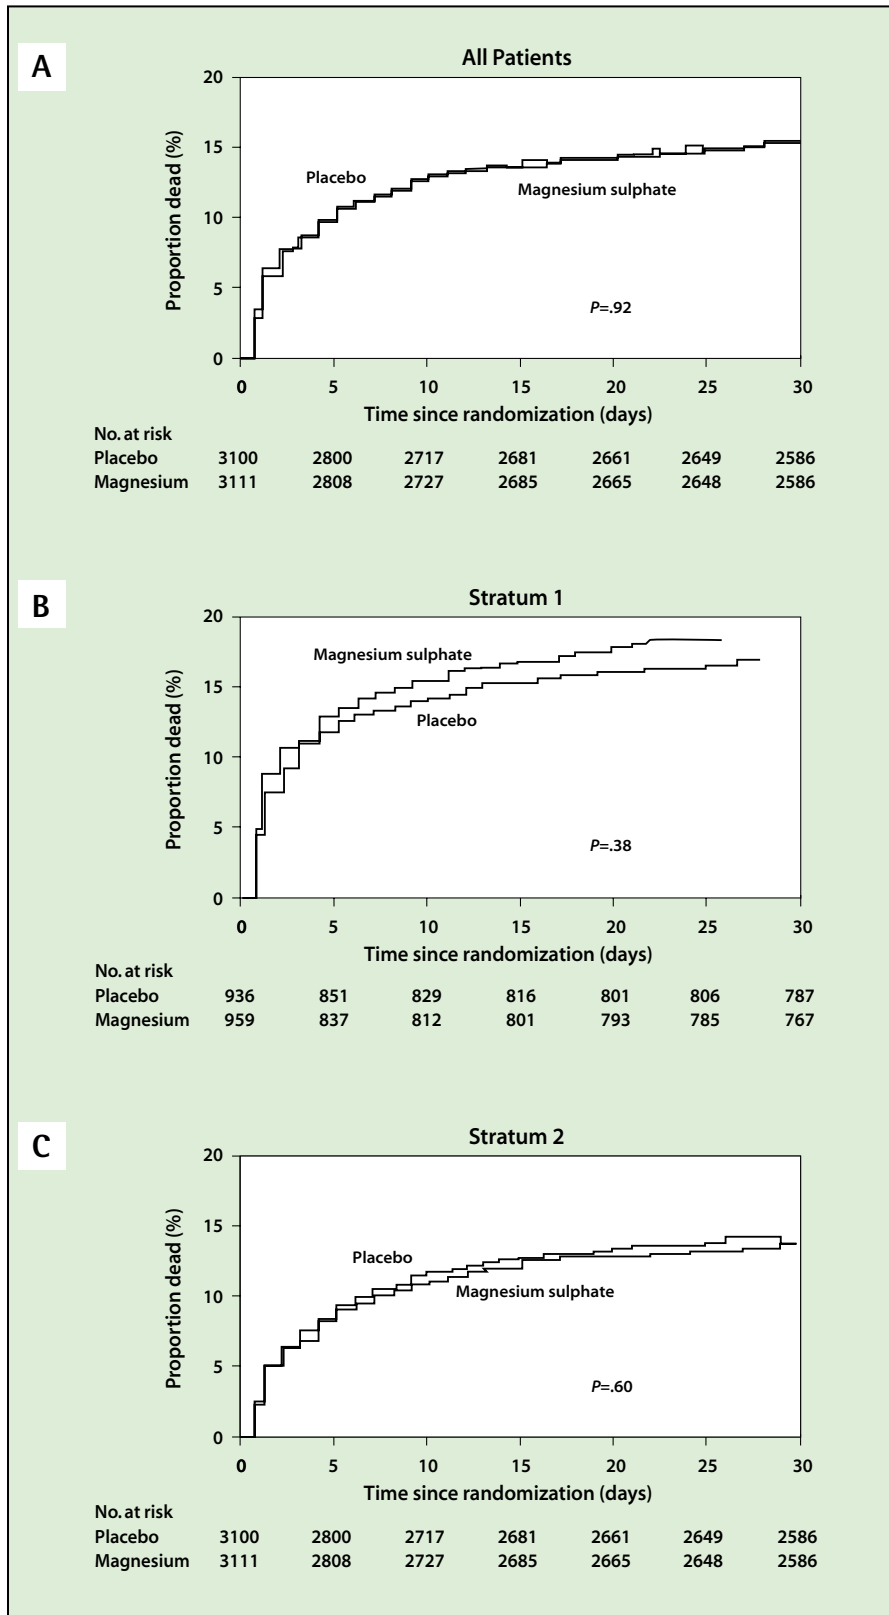 A
All Patients
20
15
10
5
0
Proportion dead (%)
Placebo
Magnesium sulphate
P=.92
0 5 10 15 20 25 30
Time since randomization (days)
No. at risk
Placebo 3100 2800 2717 2681 2661 2649 2586
Magnesium 3111 2808 2727 2685 2665 2648 2586
B
Stratum 1
20
15
10
5
0
Proportion dead (%)
Magnesium sulphate
Placebo
P=.38
0 5 10 15 20 25 30
Time since randomization (days)
No. at risk
Placebo 936 851 829 816 801 806 787
Magnesium 959 837 812 801 793 785 767
C
Stratum 2
20
15
10
5
0
Proportion dead (%)
Placebo
Magnesium sulphate
P=.60
0 5 10 15 20 25 30
Time since randomization (days)
No. at risk
Placebo 3100 2800 2717 2681 2661 2649 2586
Magnesium 3111 2808 2727 2685 2665 2648 2586